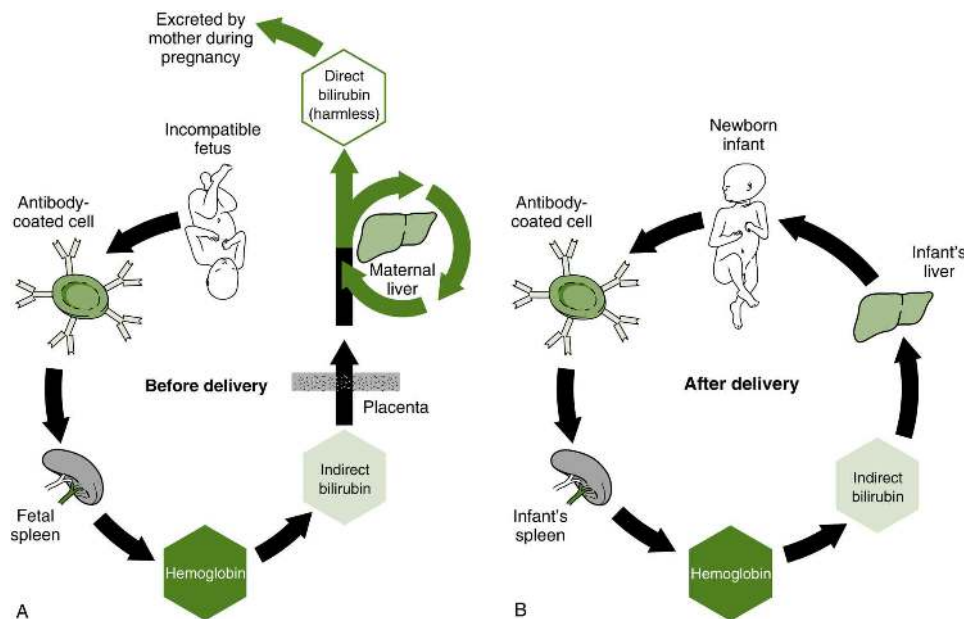 Excreted by
mother during
pregnancy
Direct
bilirubin
(harmless)
Incompatible
fetus
Antibody-
coated cell
Maternal
liver
Before delivery
Placenta
Indirect
bilirubin
Fetal
spleen
Hemoglobin
A
Newborn
infant
Antibody-
coated cell
Infant's
liver
After delivery
Indirect
bilirubin
Infant's
spleen
Hemoglobin
B